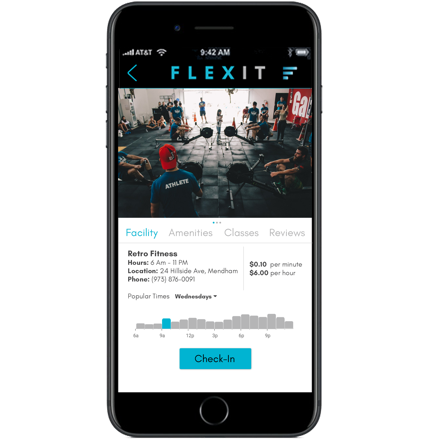 AT&T 9:42 AM
FLEXIT
Ga
ATHLETE
Facility Amenities Classes Reviews
Retro Fitness
Hours: 6 Am - 11 PM
Location: 24 Hillside Ave, Mendham
Phone: (973) 876-0091
$0.10 per minute
$6.00 per hour
Popular Times Wednesdays
6a 9a 12p 3p 6p 9p
Check-In